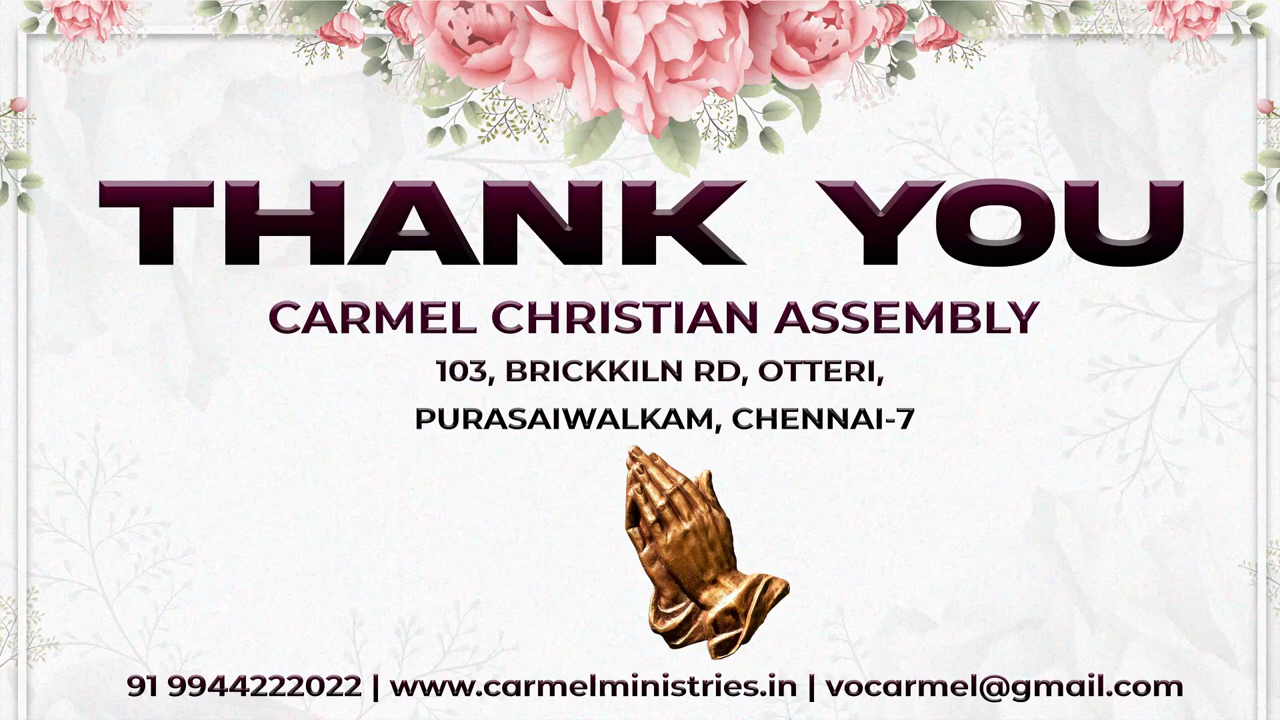 THANK YOU
CARMEL CHRISTIAN ASSEMBLY
103, BRICKKILN RD, OTTERI,
PURASAIWALKAM, CHENNAI-7
91 9944222022 | www.carmelministries.in | vocarmel@gmail.com